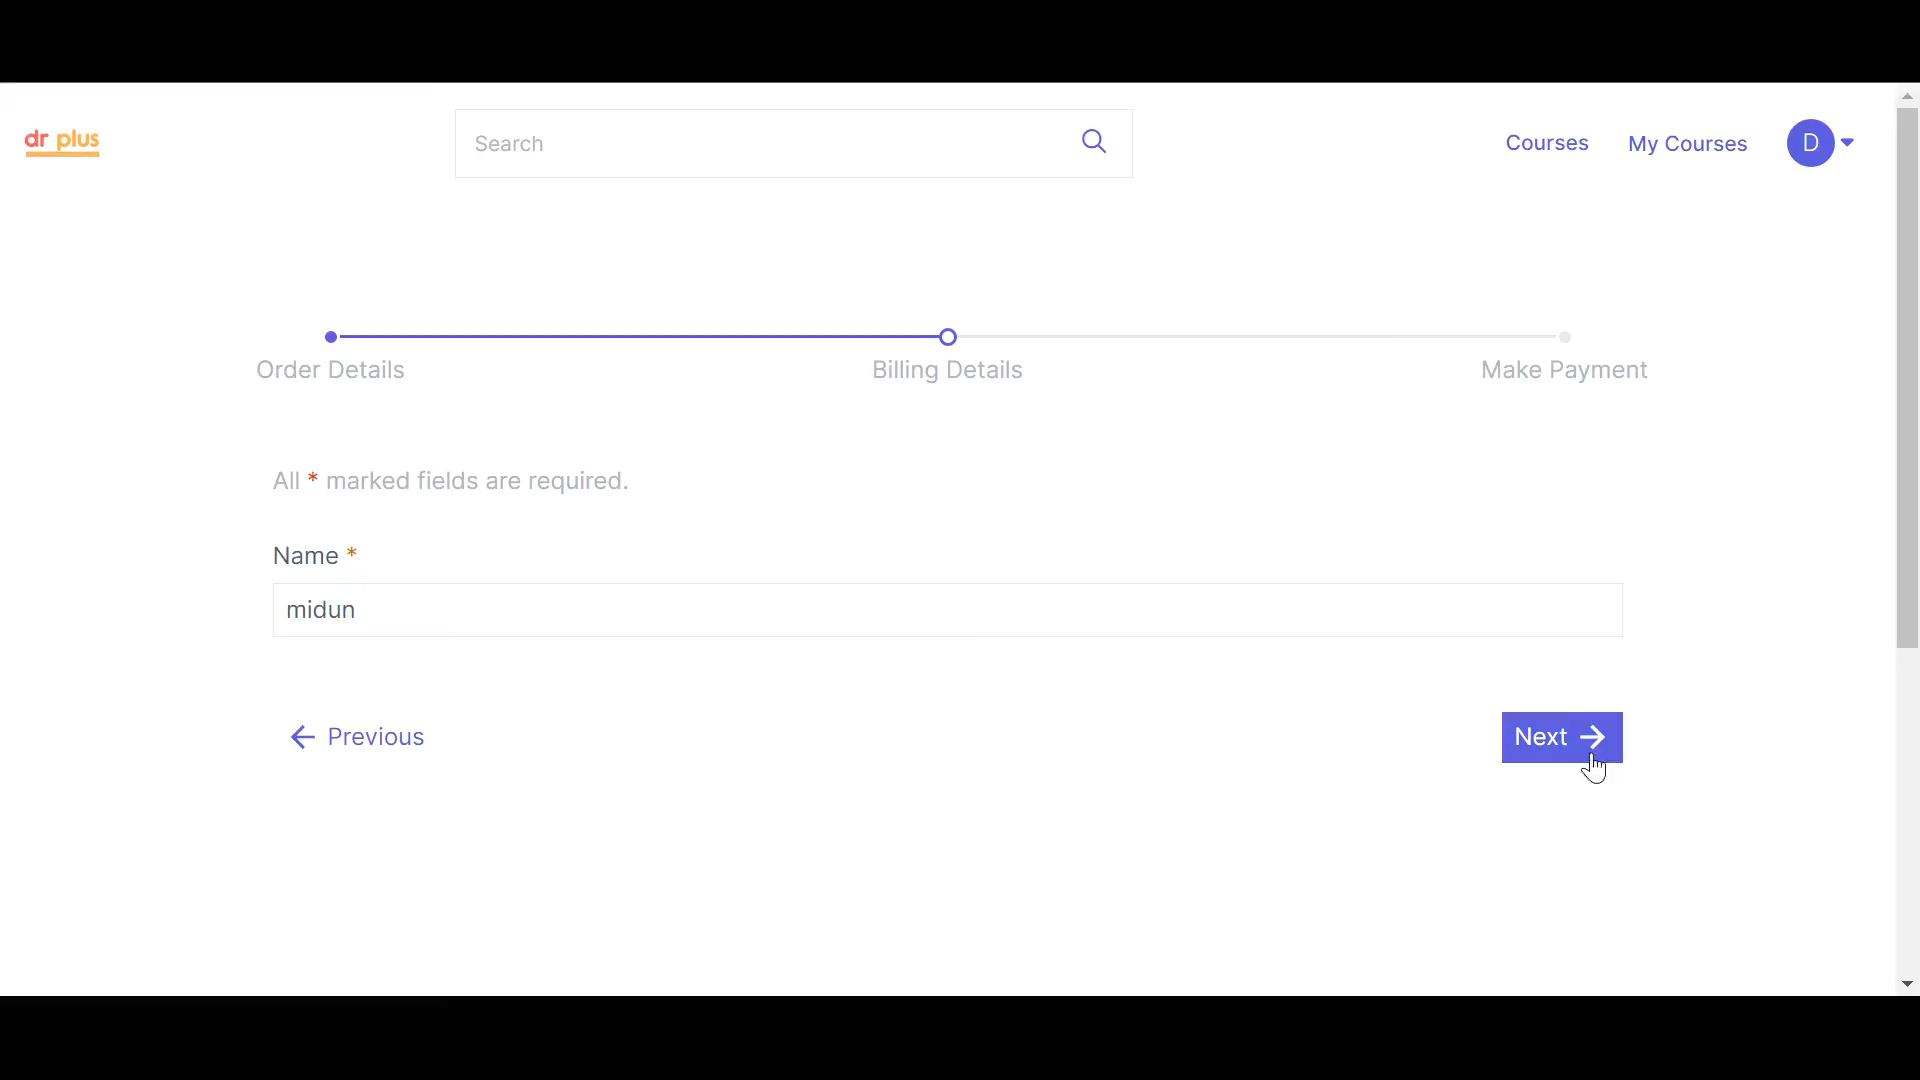 dr plus
Search
Courses
My Courses
D
Order Details
Billing Details
Make Payment
All * marked fields are required.
Name *
midun
Previous
Next